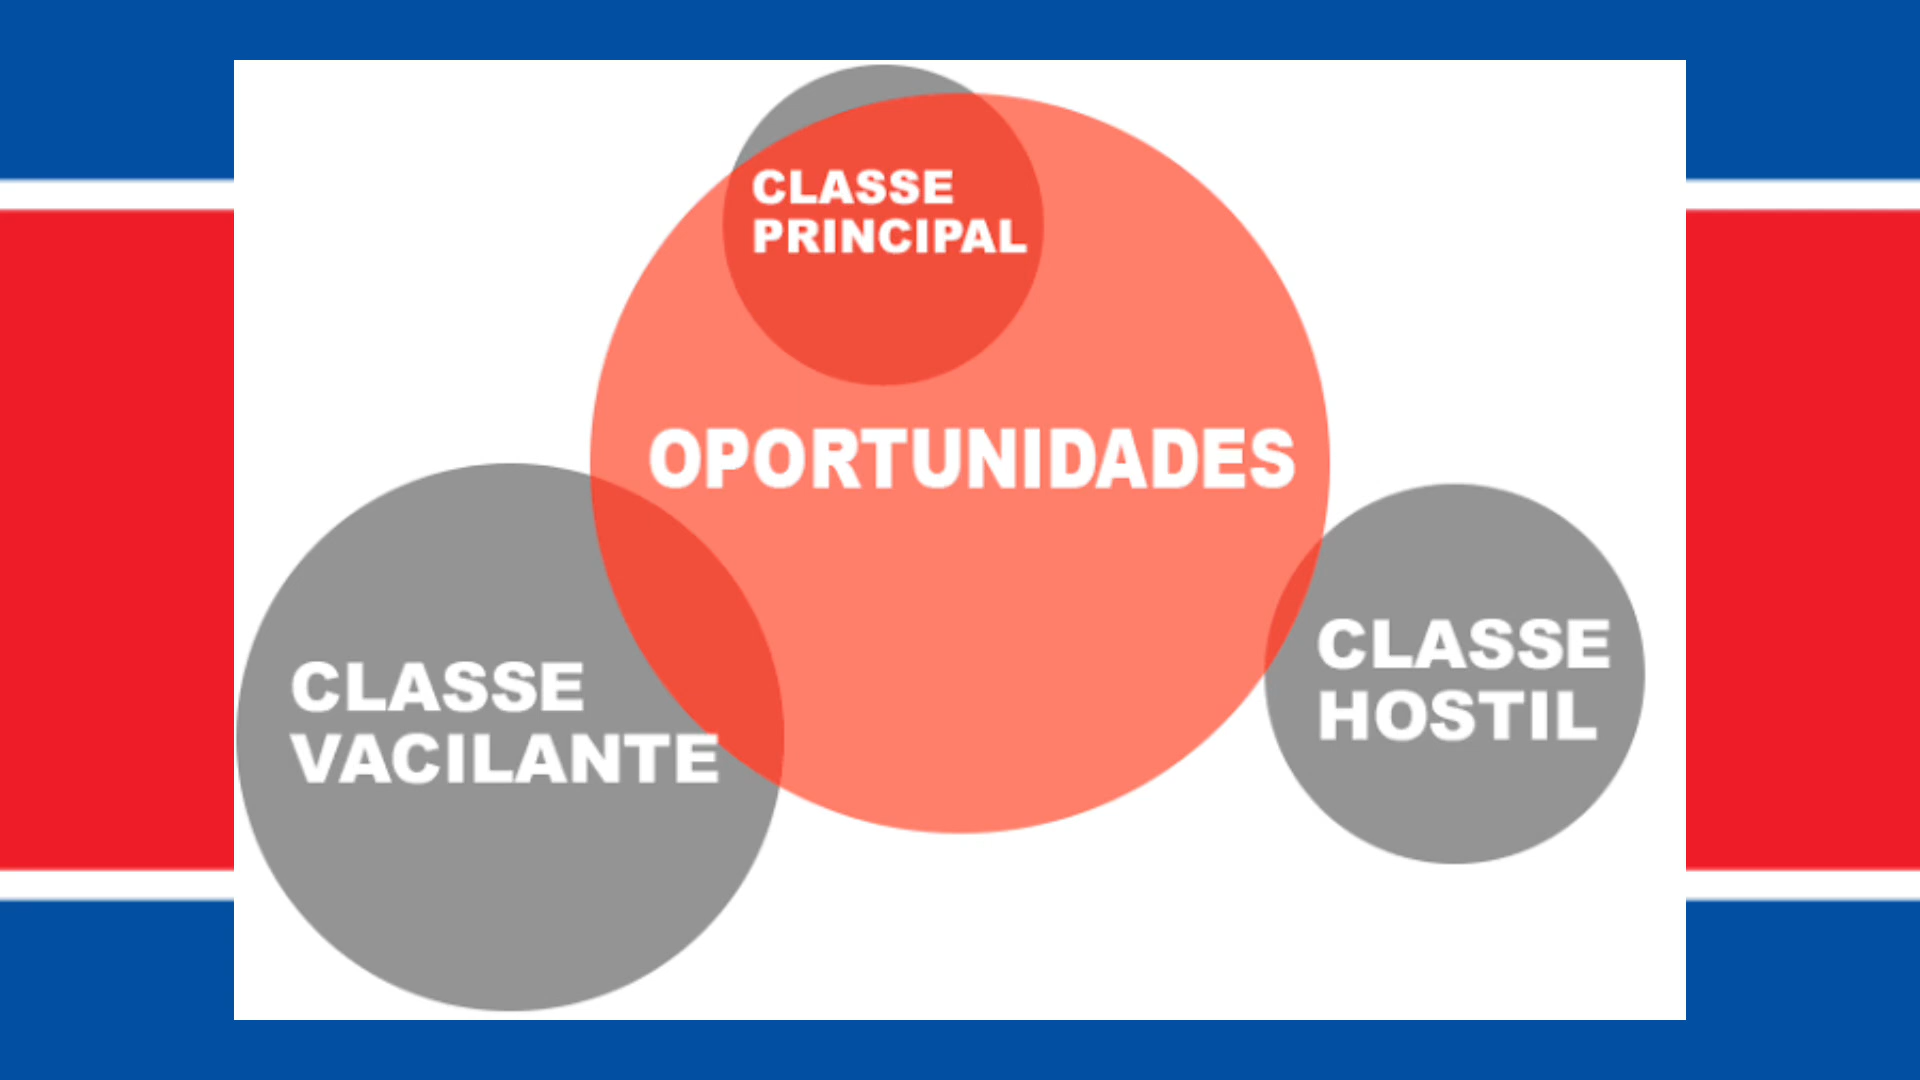 CLASSE
PRINCIPAL
OPORTUNIDADES
CLASSE
VACILANTE
CLASSE
HOSTIL